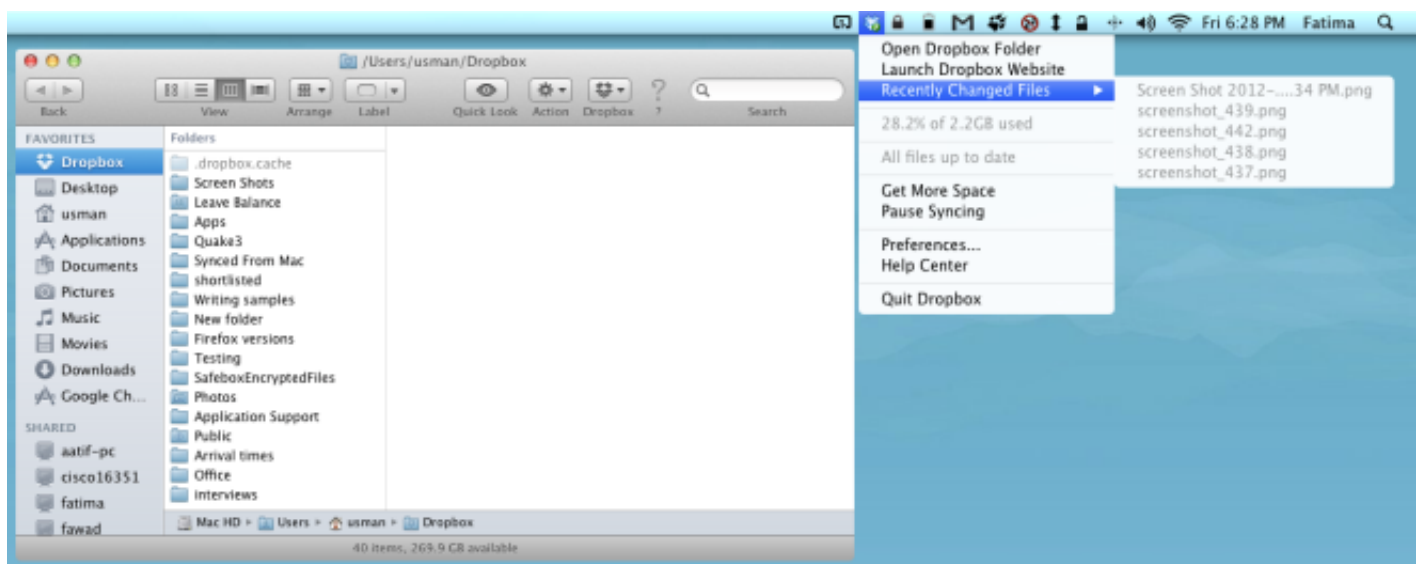 Fri 6:28 PM Fatima
/Users/usman/Dropbox
Back View Arrange Label Quick Look Action Dropbox ? Search
FAVORITES
Dropbox
Desktop
usman
Applications
Documents
Pictures
Music
Movies
Downloads
Google Ch...
SHARED
aatif-pc
cisco16351
fatima
fawad
Folders
.dropbox.cache
Screen Shots
Leave Balance
Apps
Quake3
Synced From Mac
shortlisted
Writing samples
New folder
Firefox versions
Testing
SafeboxEncryptedFiles
Photos
Application Support
Public
Arrival times
Office
interviews
Mac HD ▸ Users ▸ usman ▸ Dropbox
40 items, 269.9 GB available
Open Dropbox Folder
Launch Dropbox Website
Recently Changed Files
28.2% of 2.2GB used
All files up to date
Get More Space
Pause Syncing
Preferences...
Help Center
Quit Dropbox
Screen Shot 2012-....34 PM.png
screenshot_439.png
screenshot_442.png
screenshot_438.png
screenshot_437.png